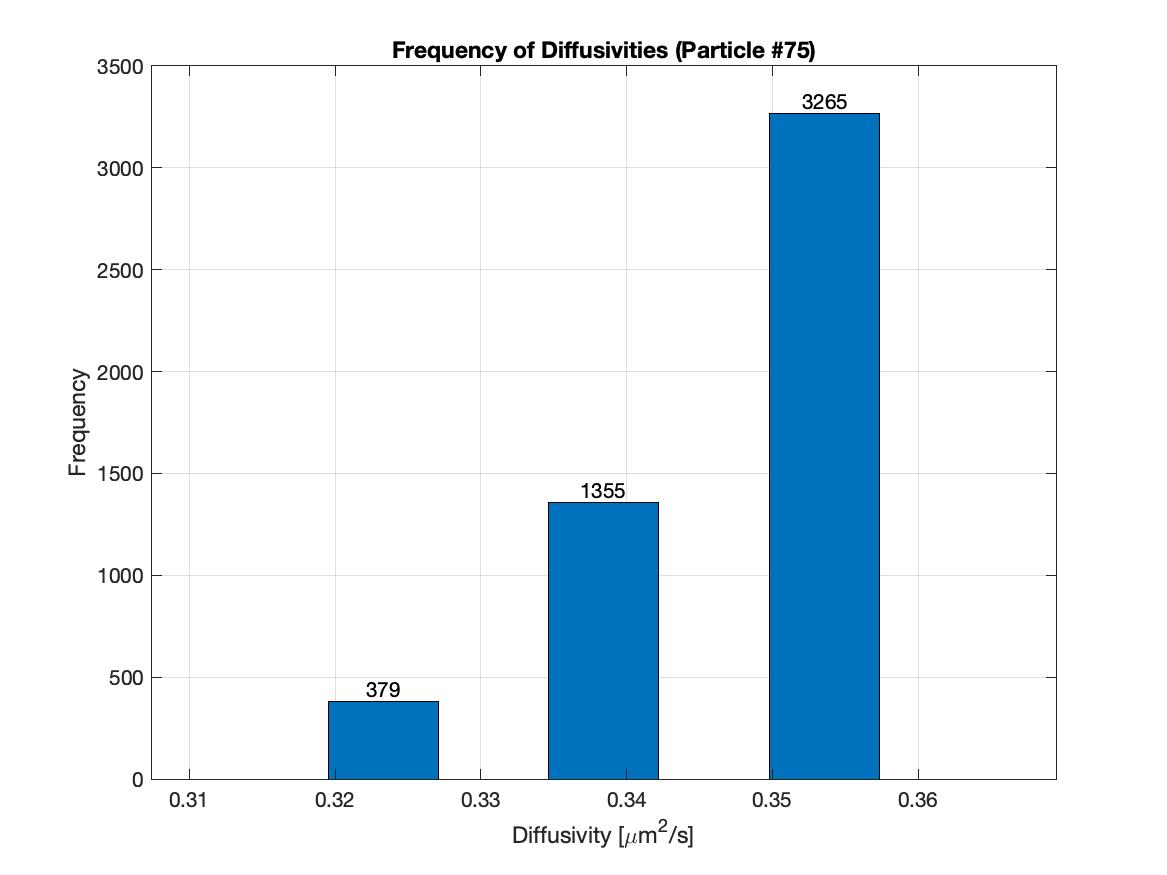 Frequency of Diffusivities (Particle #75)
3500
3000
2500
2000
1500
1000
500
0
Frequency
3265
1355
379
0.31 0.32 0.33 0.34 0.35 0.36
Diffusivity [μm²/s]